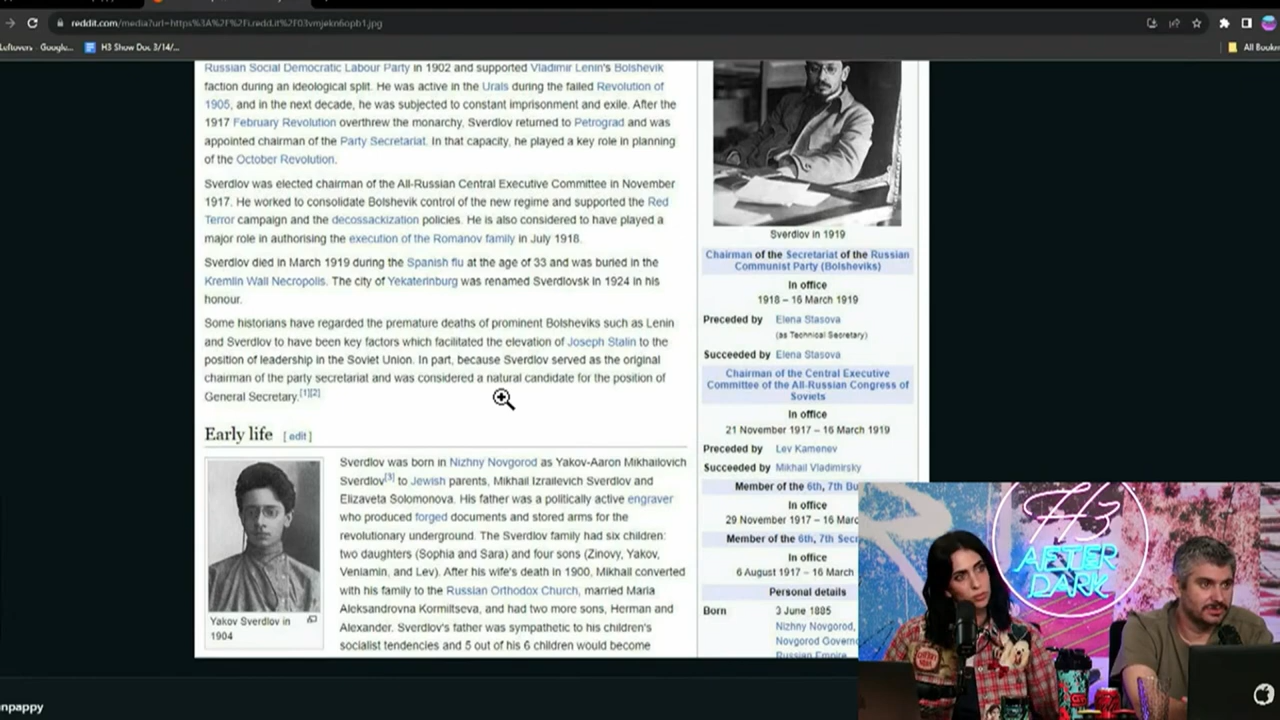 reddit.com/media?url=https%3A%2F%2Fi.redd.it%2F03vmjekn6opb1.jpg
Leftovers - Google...
H3 Show Doc 3/14/...
All Bookm
Russian Social Democratic Labour Party in 1902 and supported Vladimir Lenin's Bolshevik
faction during an ideological split. He was active in the Urals during the failed Revolution of
1905, and in the next decade, he was subjected to constant imprisonment and exile. After the
1917 February Revolution overthrew the monarchy, Sverdlov returned to Petrograd and was
appointed chairman of the Party Secretariat. In that capacity, he played a key role in planning
of the October Revolution.
Sverdlov was elected chairman of the All-Russian Central Executive Committee in November
1917. He worked to consolidate Bolshevik control of the new regime and supported the Red
Terror campaign and the decossackization policies. He is also considered to have played a
major role in authorising the execution of the Romanov family in July 1918.
Sverdlov died in March 1919 during the Spanish flu at the age of 33 and was buried in the
Kremlin Wall Necropolis. The city of Yekaterinburg was renamed Sverdlovsk in 1924 in his
honour.
Some historians have regarded the premature deaths of prominent Bolsheviks such as Lenin
and Sverdlov to have been key factors which facilitated the elevation of Joseph Stalin to the
position of leadership in the Soviet Union. In part, because Sverdlov served as the original
chairman of the party secretariat and was considered a natural candidate for the position of
General Secretary.[1][2]
Early life [edit]
Yakov Sverdlov in
1904
Sverdlov was born in Nizhny Novgorod as Yakov-Aaron Mikhailovich
Sverdlov[3] to Jewish parents, Mikhail Izrailevich Sverdlov and
Elizaveta Solomonova. His father was a politically active engraver
who produced forged documents and stored arms for the
revolutionary underground. The Sverdlov family had six children:
two daughters (Sophia and Sara) and four sons (Zinovy, Yakov,
Veniamin, and Lev). After his wife's death in 1900, Mikhail converted
with his family to the Russian Orthodox Church, married Maria
Aleksandrovna Kormitseva, and had two more sons, Herman and
Alexander. Sverdlov's father was sympathetic to his children's
socialist tendencies and 5 out of his 6 children would become
Sverdlov in 1919
Chairman of the Secretariat of the Russian
Communist Party (Bolsheviks)
In office
1918 – 16 March 1919
Preceded by Elena Stasova
(as Technical Secretary)
Succeeded by Elena Stasova
Chairman of the Central Executive
Committee of the All-Russian Congress of
Soviets
In office
21 November 1917 – 16 March 1919
Preceded by Lev Kamenev
Succeeded by Mikhail Vladimirsky
Member of the 6th, 7th Bu
In office
29 November 1917 – 16 Marc
Member of the 6th, 7th Secr
In office
6 August 1917 – 16 March
Personal details
Born 3 June 1885
Nizhny Novgorod,
Novgorod Governo
Russian Empire
H3
AFTER
DARK
npappy